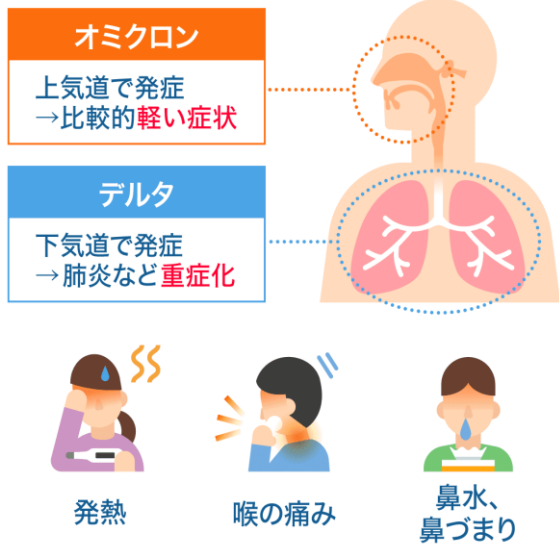 オミクロン
上気道で発症
→比較的軽い症状
デルタ
下気道で発症
→肺炎など重症化
発熱
喉の痛み
鼻水、
鼻づまり